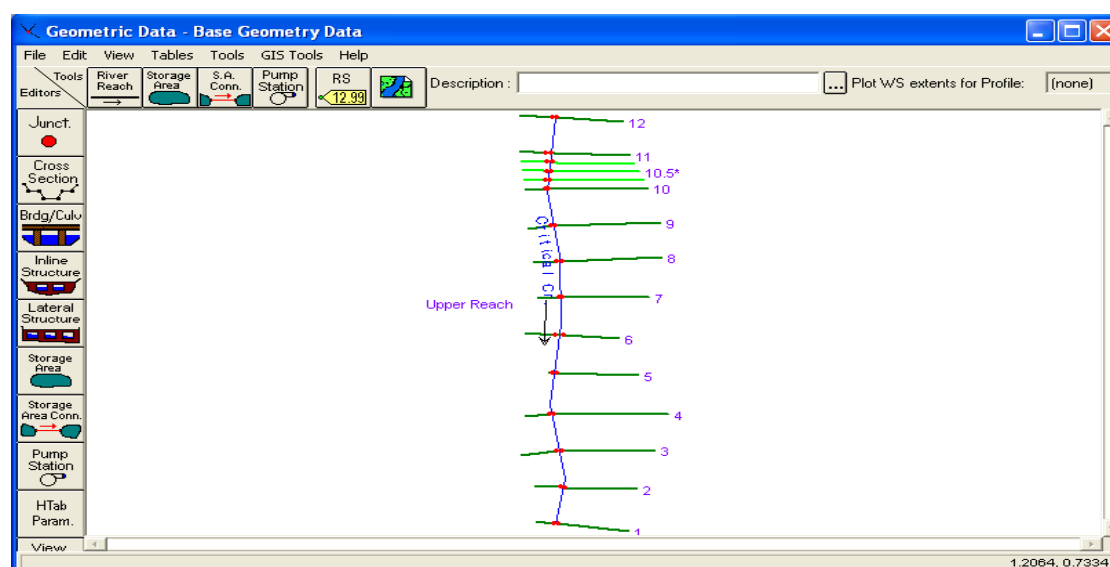 Geometric Data - Base Geometry Data
File Edit View Tables Tools GIS Tools Help
Tools
Editors
River Reach
Storage Area
S.A. Conn.
Pump Station
RS
12.99
Description :
...
Plot WS extents for Profile:
(none)
Junct.
Cross Section
Brdg/Culv
Inline Structure
Lateral Structure
Storage Area
Storage Area Conn.
Pump Station
HTab Param.
View
12
11
10.5*
10
9
8
Critical Cr
Upper Reach
7
6
5
4
3
2
1
1.2064, 0.7334